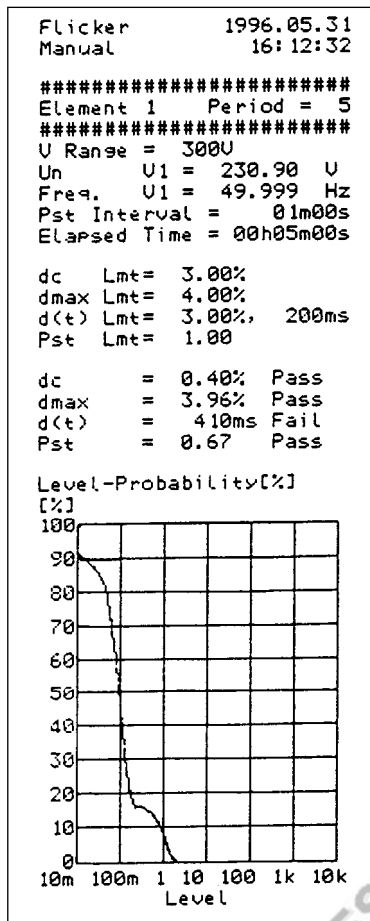 Flicker 1996.05.31
Manual 16:12:32
##########################
Element 1 Period = 5
##########################
V Range = 300V
Un U1 = 230.90 V
Freq. U1 = 49.999 Hz
Pst Interval = 01m00s
Elapsed Time = 00h05m00s
dc Lmt= 3.00%
dmax Lmt= 4.00%
d(t) Lmt= 3.00%, 200ms
Pst Lmt= 1.00
dc = 0.40% Pass
dmax = 3.96% Pass
d(t) = 410ms Fail
Pst = 0.67 Pass
Level-Probability[%]
[%]
100
90
80
70
60
50
40
30
20
10
0
10m 100m 1 10 100 1k 10k
Level